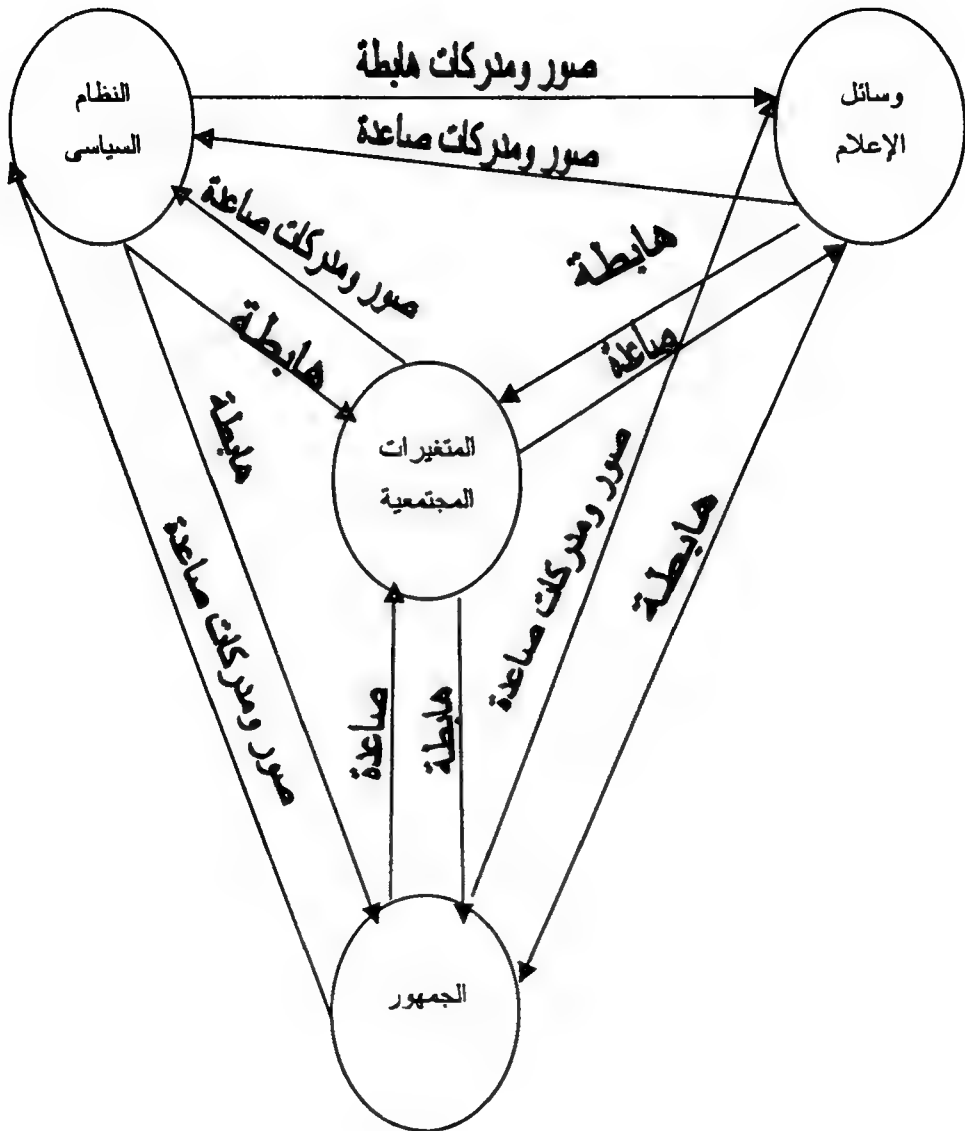 صور ومدركات هابطة
وسائل
الإعلام
النظام
السياسى
صور ومدركات صاعدة
صور ومدركات صاعدة
هابطة
هابطة
صاعدة
هابطة
المتغيرات
المجتمعية
صور ومدركات صاعدة
هابطة
صور ومدركات صاعدة
صاعدة
هابطة
الجمهور